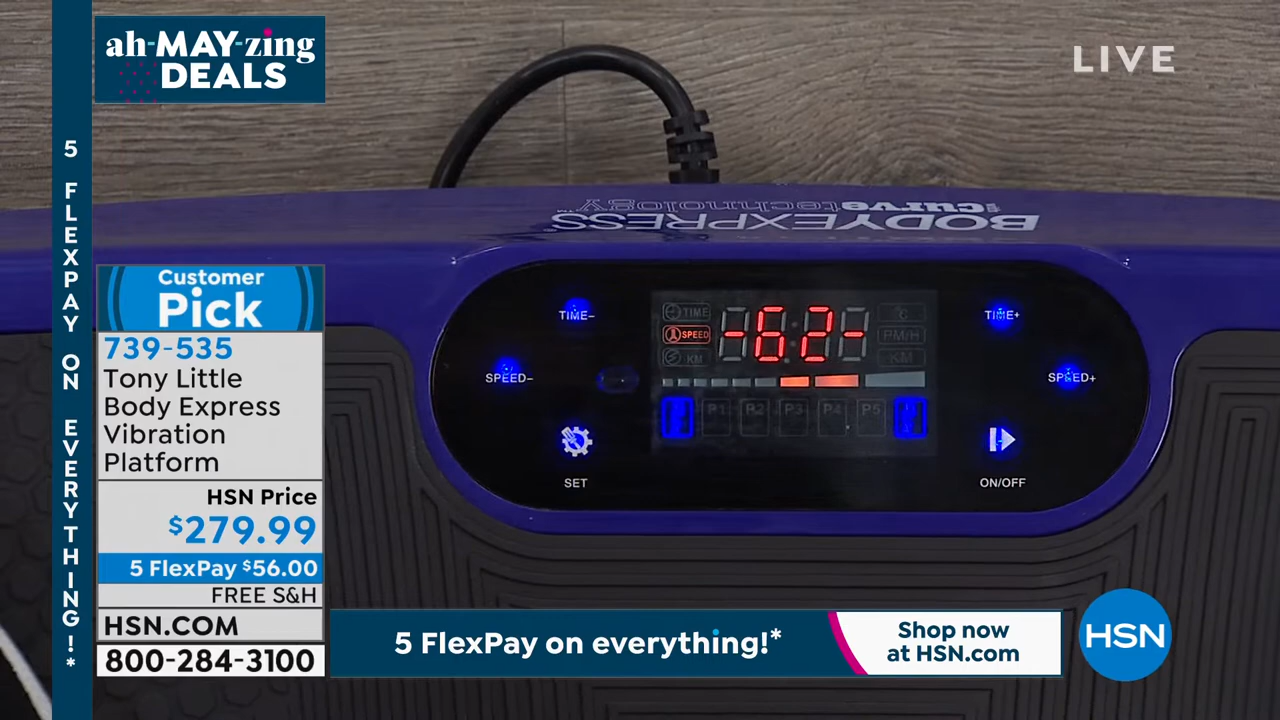 ah-MAY-zing
DEALS
LIVE
5 FLEXPAY ON EVERYTHING!*
BODYEXPRESS
curve technology
Customer
Pick
739-535
Tony Little
Body Express
Vibration
Platform
HSN Price
$279.99
5 FlexPay $56.00
FREE S&H
HSN.COM
800-284-3100
TIME-
TIME+
TIME
SPEED
KM
-62-
℃
KM
SPEED-
SPEED+
P1 P2 P3 P4 P5
SET
ON/OFF
5 FlexPay on everything!*
Shop now
at HSN.com
HSN